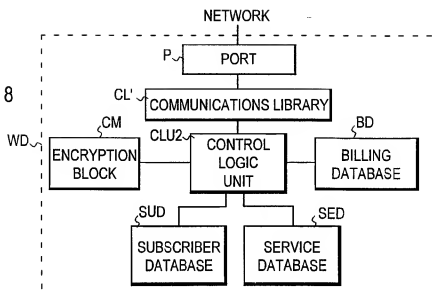 NETWORK
P
PORT
8
CL'
COMMUNICATIONS LIBRARY
CM
CLU2
BD
WD
ENCRYPTION
BLOCK
CONTROL
LOGIC
UNIT
BILLING
DATABASE
SUD
SED
SUBSCRIBER
DATABASE
SERVICE
DATABASE